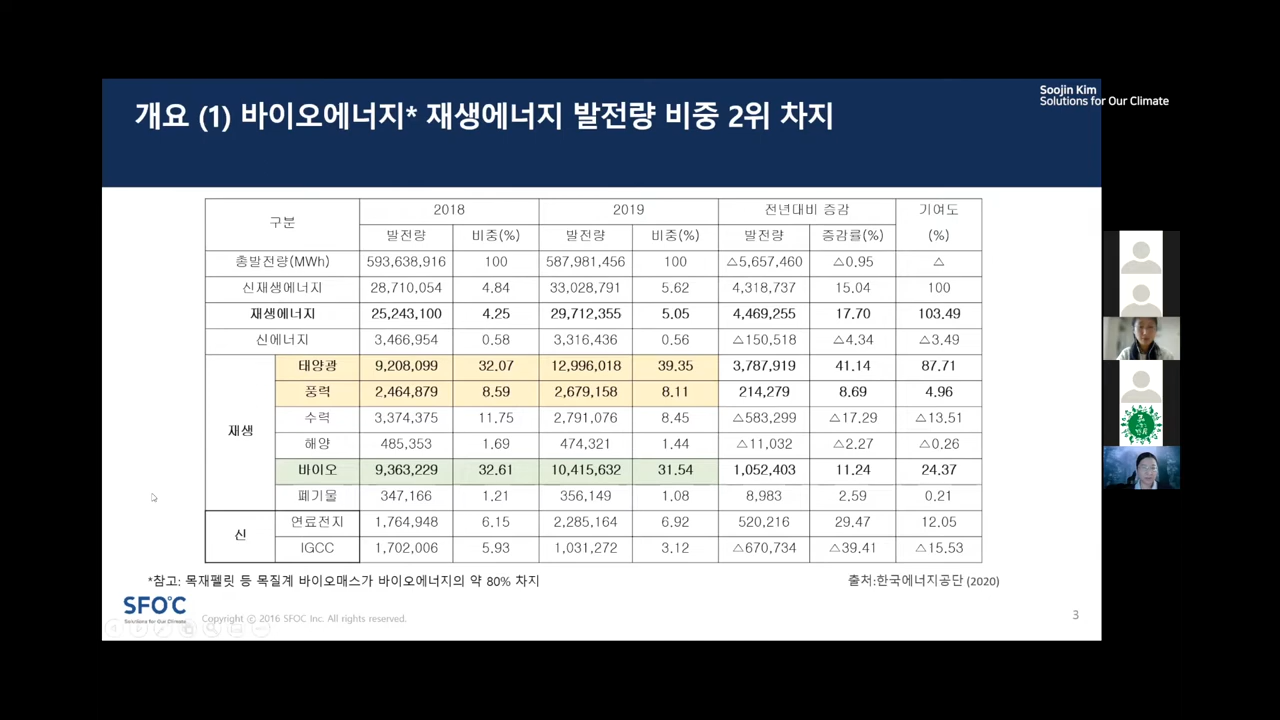 Soojin Kim
Solutions for Our Climate
개요 (1) 바이오에너지* 재생에너지 발전량 비중 2위 차지
구분 2018 2019 전년대비 증감 기여도
발전량 비중(%) 발전량 비중(%) 발전량 증감률(%) (%)
총발전량(MWh) 593,638,916 100 587,981,456 100 △5,657,460 △0.95 △
신재생에너지 28,710,054 4.84 33,028,791 5.62 4,318,737 15.04 100
재생에너지 25,243,100 4.25 29,712,355 5.05 4,469,255 17.70 103.49
신에너지 3,466,954 0.58 3,316,436 0.56 △150,518 △4.34 △3.49
재생 태양광 9,208,099 32.07 12,996,018 39.35 3,787,919 41.14 87.71
풍력 2,464,879 8.59 2,679,158 8.11 214,279 8.69 4.96
수력 3,374,375 11.75 2,791,076 8.45 △583,299 △17.29 △13.51
해양 485,353 1.69 474,321 1.44 △11,032 △2.27 △0.26
바이오 9,363,229 32.61 10,415,632 31.54 1,052,403 11.24 24.37
폐기물 347,166 1.21 356,149 1.08 8,983 2.59 0.21
신 연료전지 1,764,948 6.15 2,285,164 6.92 520,216 29.47 12.05
IGCC 1,702,006 5.93 1,031,272 3.12 △670,734 △39.41 △15.53
*참고: 목재펠릿 등 목질계 바이오매스가 바이오에너지의 약 80% 차지
출처:한국에너지공단 (2020)
SFOC
Solutions for Our Climate
Copyright ⓒ 2016 SFOC Inc. All rights reserved.
3